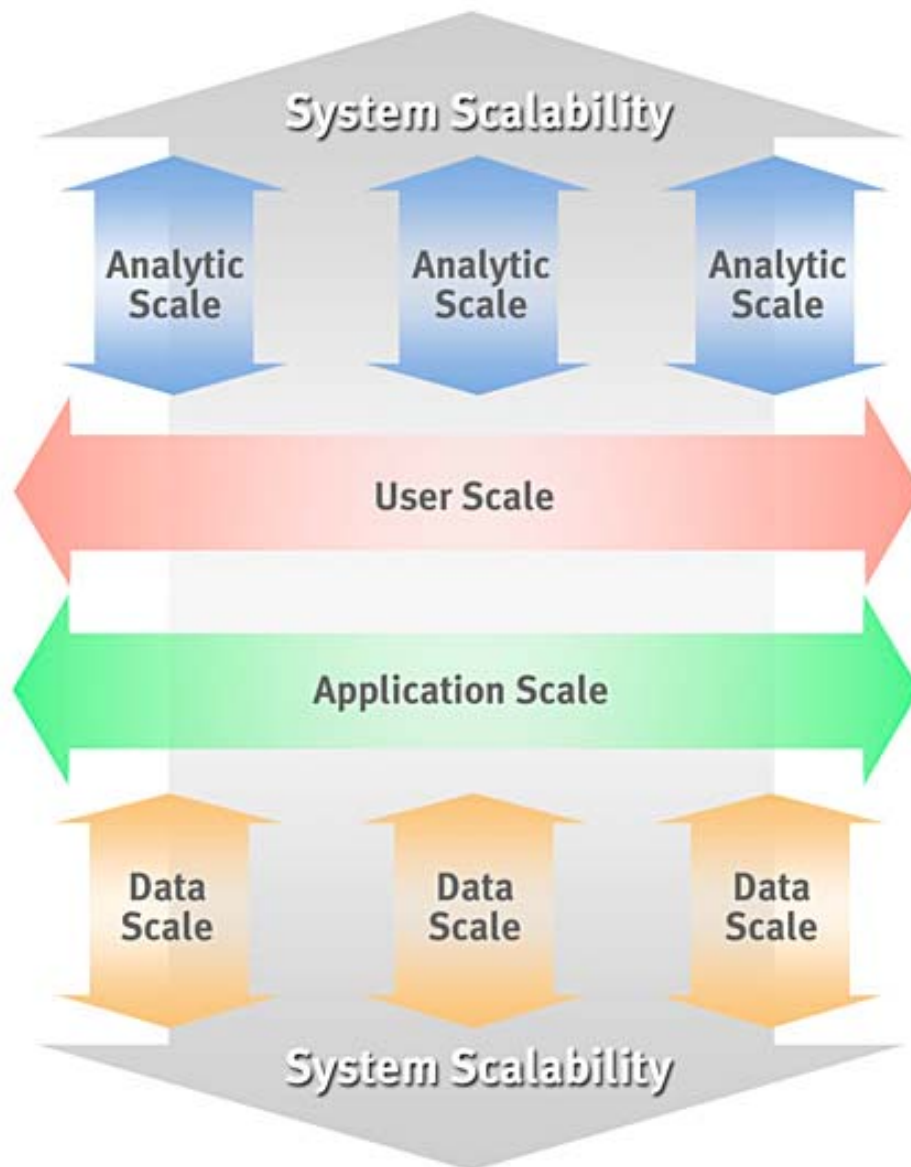 System Scalability
Analytic
Scale
Analytic
Scale
Analytic
Scale
User Scale
Application Scale
Data
Scale
Data
Scale
Data
Scale
System Scalability